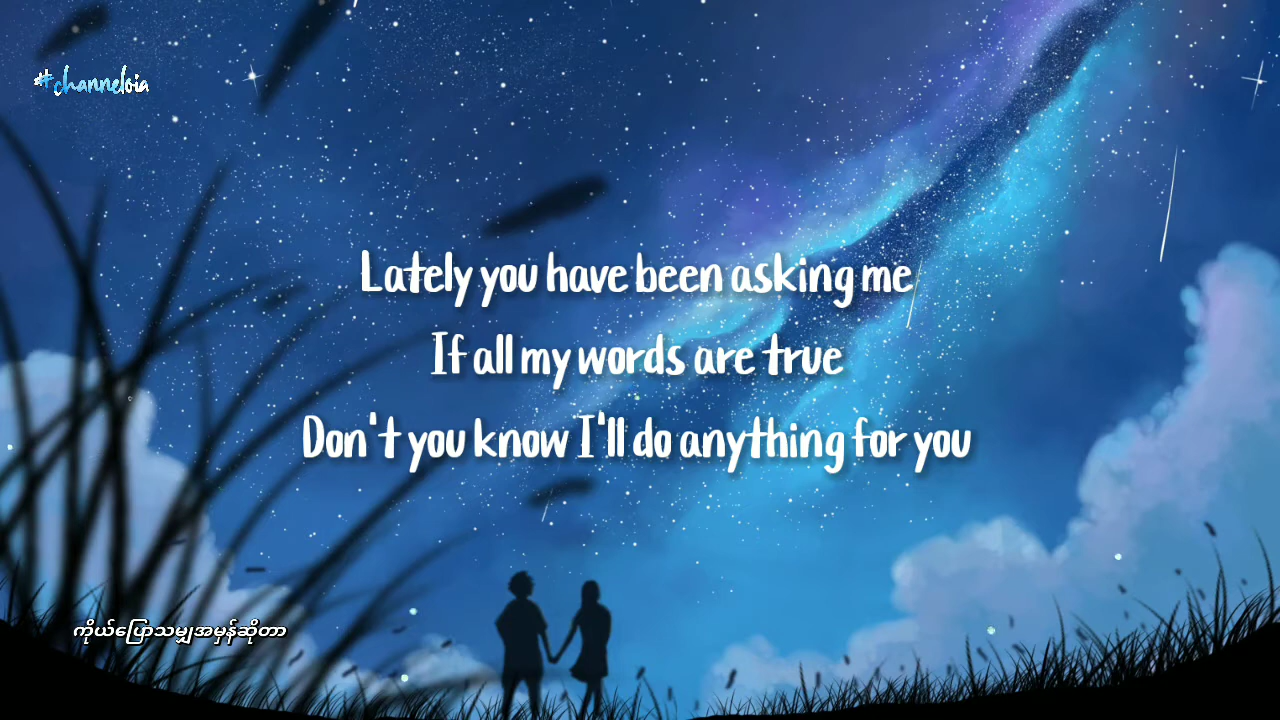 #channeloia
Lately you have been asking me
If all my words are true
Don't you know I'll do anything for you
ကိုယ်ပြောသမျှအမှန်ဆိုတာ